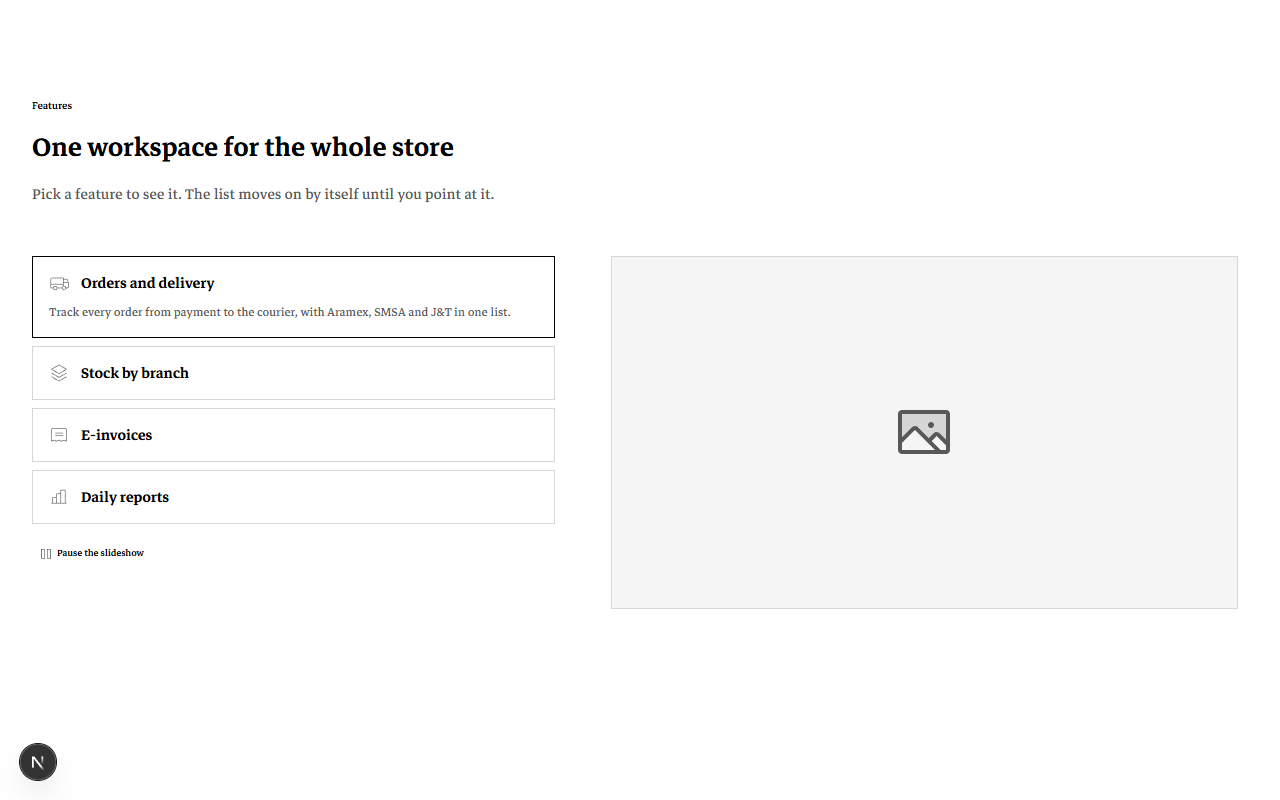 Features
One workspace for the whole store
Pick a feature to see it. The list moves on by itself until you point at it.
Orders and delivery
Track every order from payment to the courier, with Aramex, SMSA and J&T in one list.
Stock by branch
E-invoices
Daily reports
Pause the slideshow
N